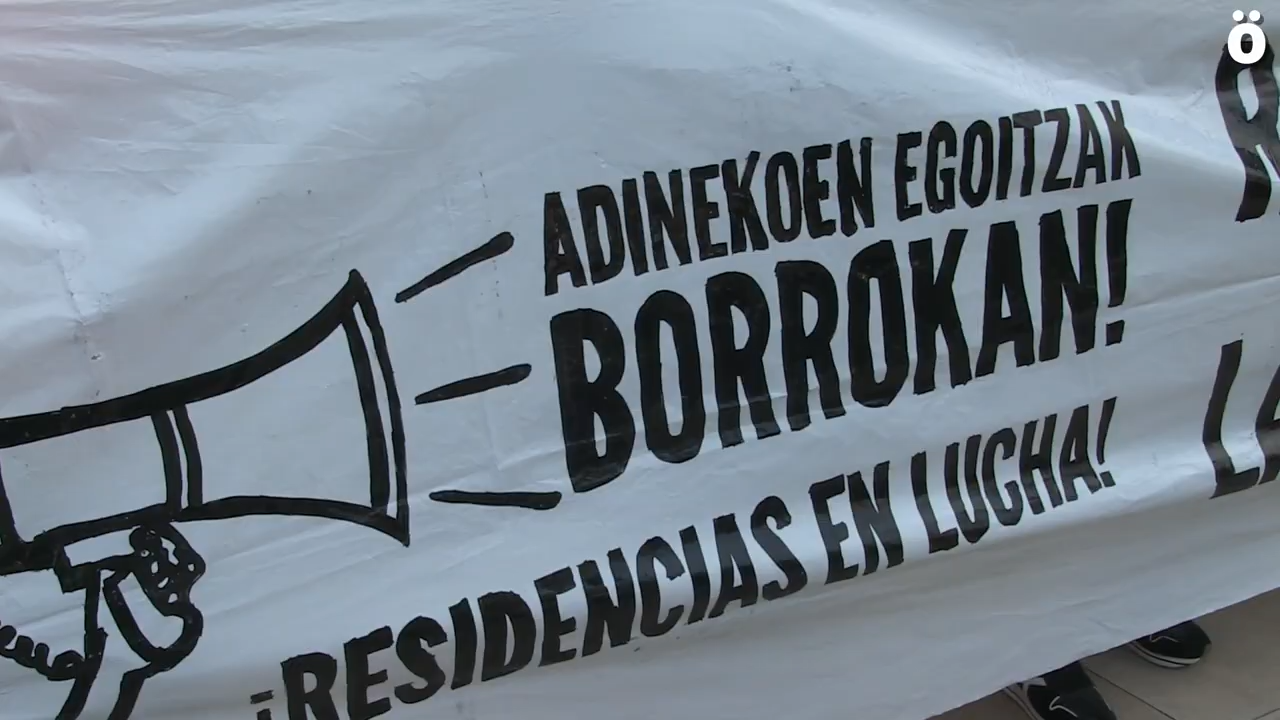 ö
ADINEKOEN EGOITZAK
BORROKAN!
¡RESIDENCIAS EN LUCHA!